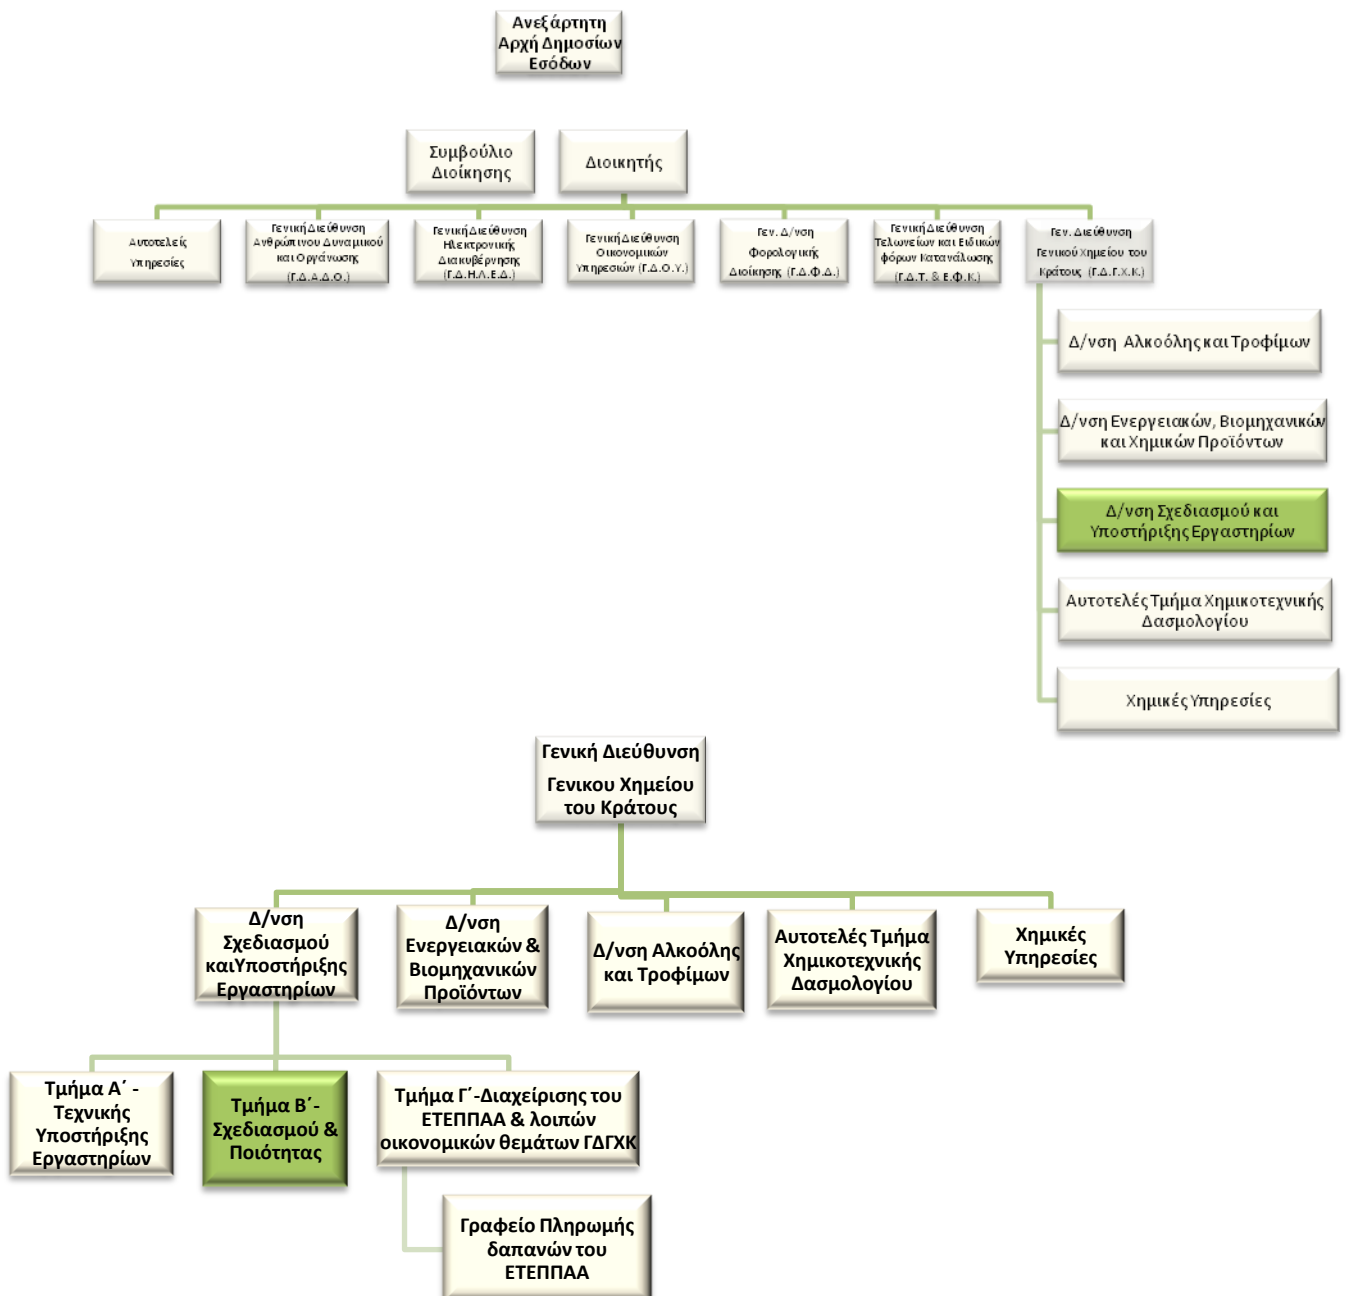 Ανεξάρτητη
Αρχή Δημοσίων
Εσόδων
Συμβούλιο
Διοίκησης
Διοικητής
Αυτοτελείς
Υπηρεσίες
Γενική Διεύθυνση
Ανθρώπινου Δυναμικού
και Οργάνωσης
(Γ.Δ.Α.Δ.Ο.)
Γενική Διεύθυνση
Ηλεκτρονικής
Διακυβέρνησης
(Γ.Δ.Η.Λ.Ε.Δ.)
Γενική Διεύθυνση
Οικονομικών
Υπηρεσιών (Γ.Δ.Ο.Υ.)
Γεν. Δ/νση
Φορολογικής
Διοίκησης (Γ.Δ.Φ.Δ.)
Γενική Διεύθυνση
Τελωνείων και Ειδικών
φόρων Κατανάλωσης
(Γ.Δ.Τ. & Ε.Φ.Κ.)
Γεν. Διεύθυνση
Γενικού Χημείου του
Κράτους (Γ.Δ.Γ.Χ.Κ.)
Δ/νση Αλκοόλης και Τροφίμων
Δ/νση Ενεργειακών, Βιομηχανικών
και Χημικών Προϊόντων
Δ/νση Σχεδιασμού και
Υποστήριξης Εργαστηρίων
Αυτοτελές Τμήμα Χημικοτεχνικής
Δασμολογίου
Χημικές Υπηρεσίες
Γενική Διεύθυνση
Γενικου Χημείου
του Κράτους
Δ/νση
Σχεδιασμού
καιΥποστήριξης
Εργαστηρίων
Δ/νση
Ενεργειακών &
Βιομηχανικών
Προϊόντων
Δ/νση Αλκοόλης
και Τροφίμων
Αυτοτελές Τμήμα
Χημικοτεχνικής
Δασμολογίου
Χημικές
Υπηρεσίες
Τμήμα Α΄ -
Τεχνικής
Υποστήριξης
Εργαστηρίων
Τμήμα Β΄-
Σχεδιασμού &
Ποιότητας
Τμήμα Γ΄-Διαχείρισης του
ΕΤΕΠΠΑΑ & λοιπών
οικονομικών θεμάτων ΓΔΓΧΚ
Γραφείο Πληρωμής
δαπανών του
ΕΤΕΠΠΑΑ